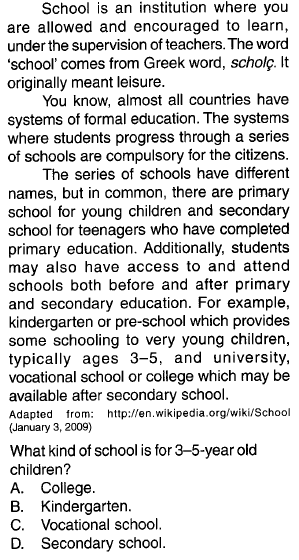 School is an institution where you
are allowed and encouraged to learn,
under the supervision of teachers. The word
'school' comes from Greek word, scholç. It
originally meant leisure.
You know, almost all countries have
systems of formal education. The systems
where students progress through a series
of schools are compulsory for the citizens.
The series of schools have different
names, but in common, there are primary
school for young children and secondary
school for teenagers who have completed
primary education. Additionally, students
may also have access to and attend
schools both before and after primary
and secondary education. For example,
kindergarten or pre-school which provides
some schooling to very young children,
typically ages 3–5, and university,
vocational school or college which may be
available after secondary school.
Adapted from: http://en.wikipedia.org/wiki/School
(January 3, 2009)
What kind of school is for 3–5-year old
children?
A. College.
B. Kindergarten.
C. Vocational school.
D. Secondary school.